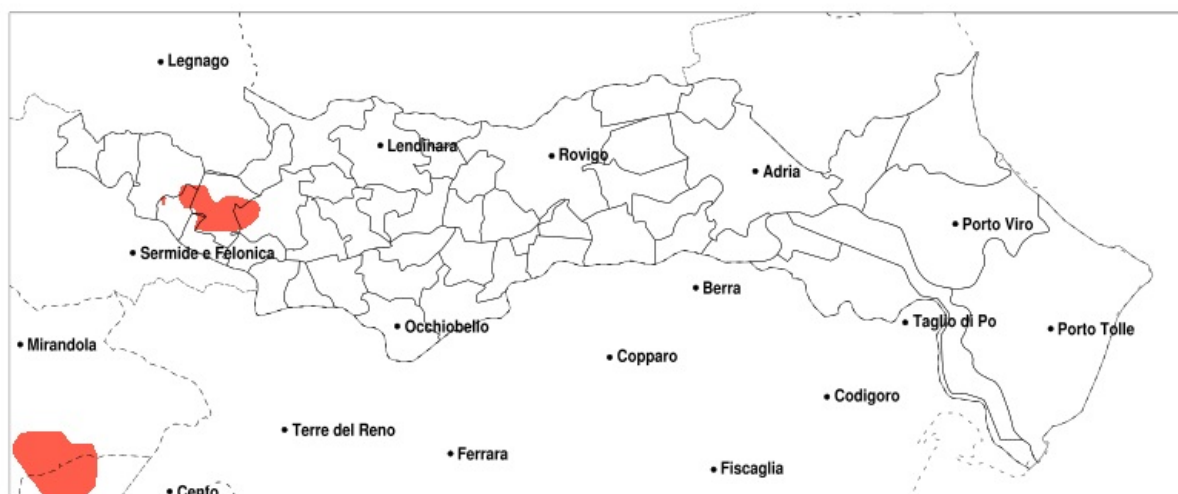 Legnago
Lendinara
Rovigo
Adria
Porto Viro
Sermide e Felonica
Berra
Occhiobello
Taglio di Po
Porto Tolle
Mirandola
Copparo
Codigoro
Terre del Reno
Ferrara
Fiscaglia
Cento